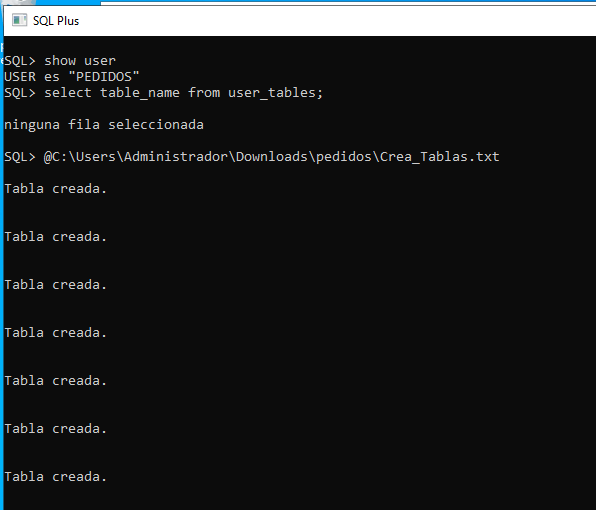 SQL Plus
SQL> show user
USER es "PEDIDOS"
SQL> select table_name from user_tables;
ninguna fila seleccionada
SQL> @C:\Users\Administrador\Downloads\pedidos\Crea_Tablas.txt
Tabla creada.
Tabla creada.
Tabla creada.
Tabla creada.
Tabla creada.
Tabla creada.
Tabla creada.